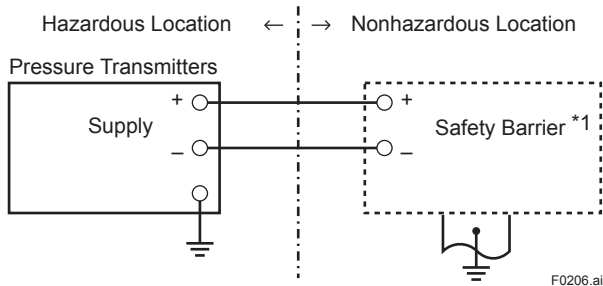 Hazardous Location ← → Nonhazardous Location
Pressure Transmitters
+ +
Supply Safety Barrier *1
– –
F0206.ai